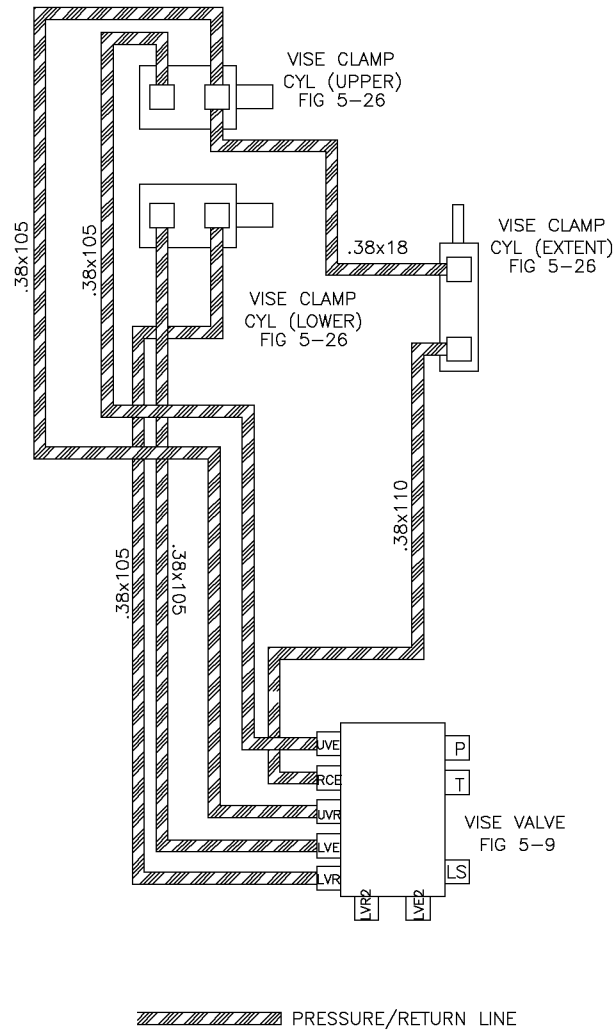 VISE CLAMP
CYL (UPPER)
FIG 5-26
VISE CLAMP
CYL (EXTENT)
FIG 5-26
.38x18
.38x105
.38x105
VISE CLAMP
CYL (LOWER)
FIG 5-26
.38x110
.38x105
.38x105
UVE
RCE
UVR
LVE
LVR
P
T
LS
VISE VALVE
FIG 5-9
LVR2
LVE2
PRESSURE/RETURN LINE